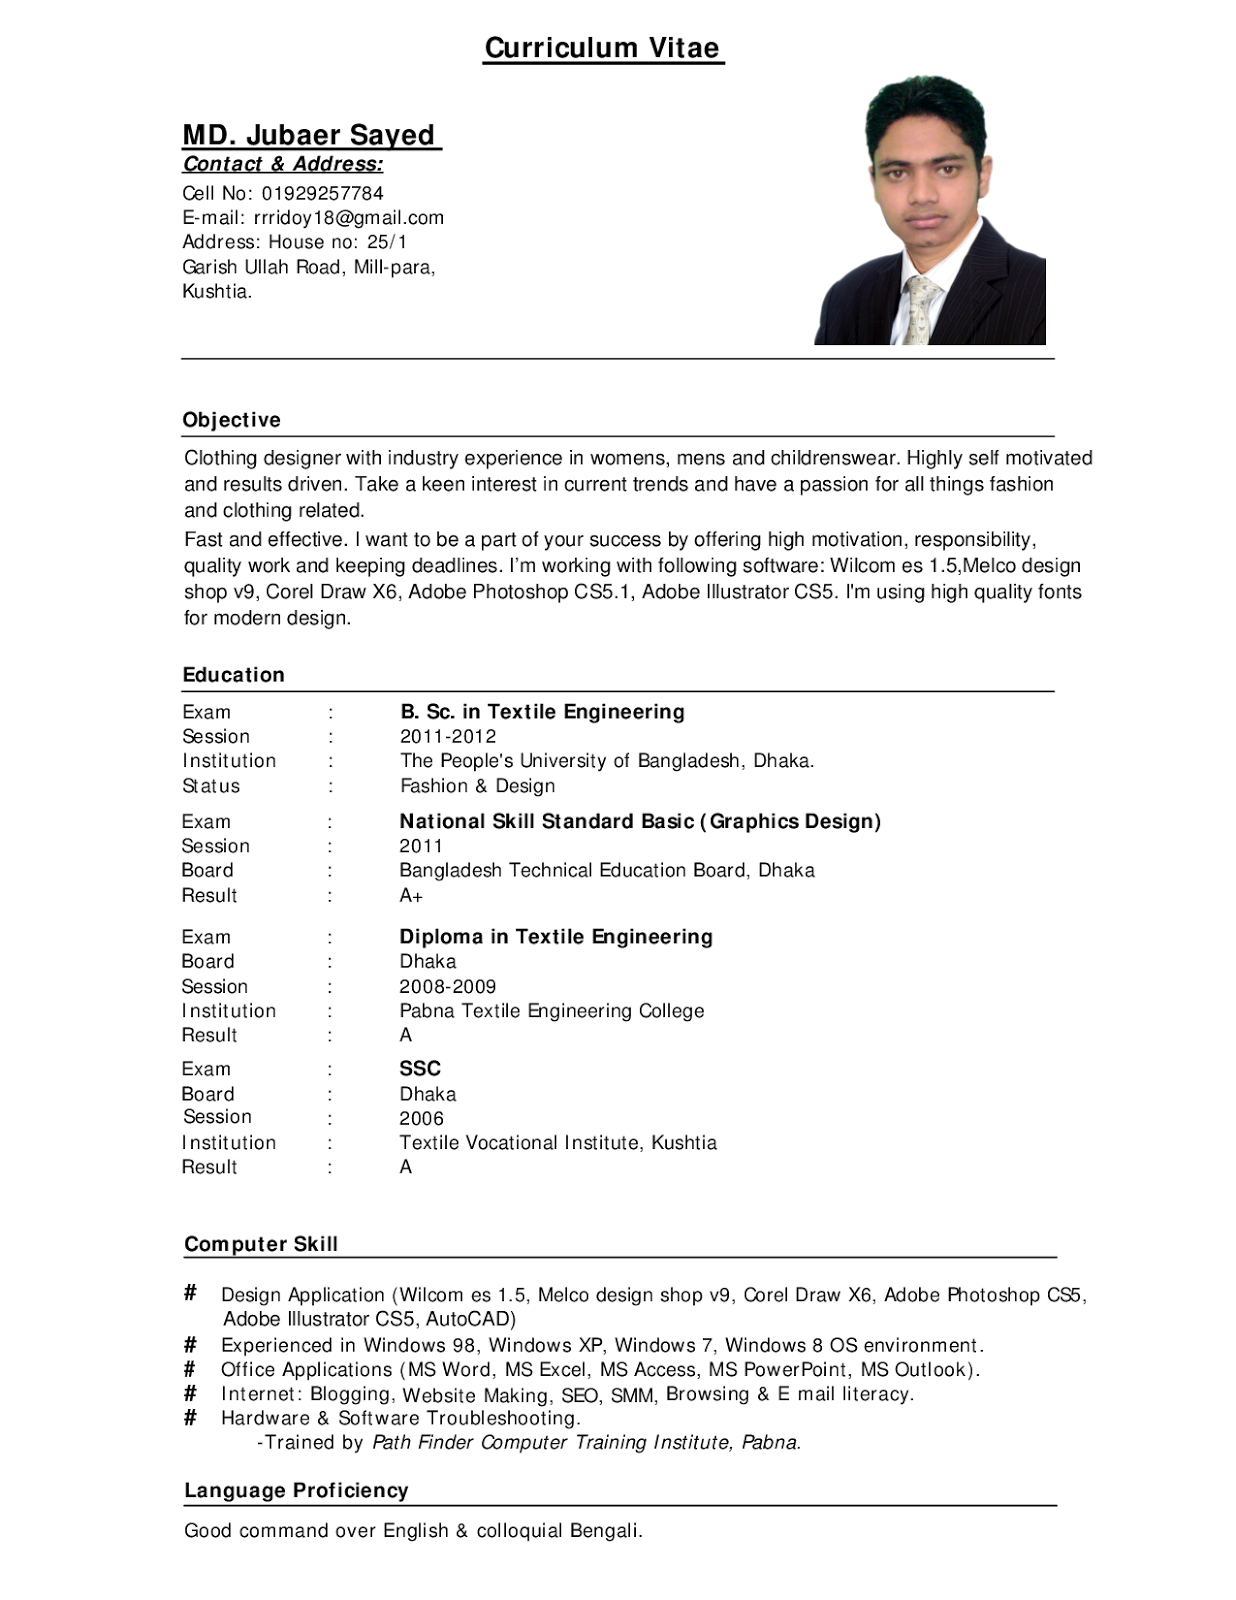 Curriculum Vitae
MD. Jubaer Sayed
Contact & Address:
Cell No: 01929257784
E-mail: rrridoy18@gmail.com
Address: House no: 25/1
Garish Ullah Road, Mill-para,
Kushtia.
Objective
Clothing designer with industry experience in womens, mens and childrenswear. Highly self motivated
and results driven. Take a keen interest in current trends and have a passion for all things fashion
and clothing related.
Fast and effective. I want to be a part of your success by offering high motivation, responsibility,
quality work and keeping deadlines. I’m working with following software: Wilcom es 1.5,Melco design
shop v9, Corel Draw X6, Adobe Photoshop CS5.1, Adobe Illustrator CS5. I'm using high quality fonts
for modern design.
Education
Exam : B. Sc. in Textile Engineering
Session : 2011-2012
Institution : The People's University of Bangladesh, Dhaka.
Status : Fashion & Design
Exam : National Skill Standard Basic (Graphics Design)
Session : 2011
Board : Bangladesh Technical Education Board, Dhaka
Result : A+
Exam : Diploma in Textile Engineering
Board : Dhaka
Session : 2008-2009
Institution : Pabna Textile Engineering College
Result : A
Exam : SSC
Board : Dhaka
Session : 2006
Institution : Textile Vocational Institute, Kushtia
Result : A
Computer Skill
# Design Application (Wilcom es 1.5, Melco design shop v9, Corel Draw X6, Adobe Photoshop CS5,
Adobe Illustrator CS5, AutoCAD)
# Experienced in Windows 98, Windows XP, Windows 7, Windows 8 OS environment.
# Office Applications (MS Word, MS Excel, MS Access, MS PowerPoint, MS Outlook).
# Internet: Blogging, Website Making, SEO, SMM, Browsing & E mail literacy.
# Hardware & Software Troubleshooting.
-Trained by Path Finder Computer Training Institute, Pabna.
Language Proficiency
Good command over English & colloquial Bengali.